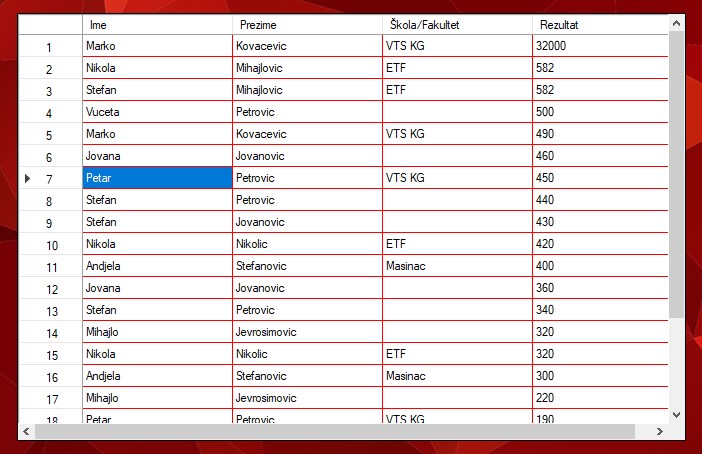 Ime Prezime Škola/Fakultet Rezultat
1 Marko Kovacevic VTS KG 32000
2 Nikola Mihajlovic ETF 582
3 Stefan Mihajlovic ETF 582
4 Vuceta Petrovic 500
5 Marko Kovacevic VTS KG 490
6 Jovana Jovanovic 460
7 Petar Petrovic VTS KG 450
8 Stefan Petrovic 440
9 Stefan Jovanovic 430
10 Nikola Nikolic ETF 420
11 Andjela Stefanovic Masinac 400
12 Jovana Jovanovic 360
13 Stefan Petrovic 340
14 Mihajlo Jevrosimovic 320
15 Nikola Nikolic ETF 320
16 Andjela Stefanovic Masinac 300
17 Mihajlo Jevrosimovic 220
18 Petar Petrovic VTS KG 190